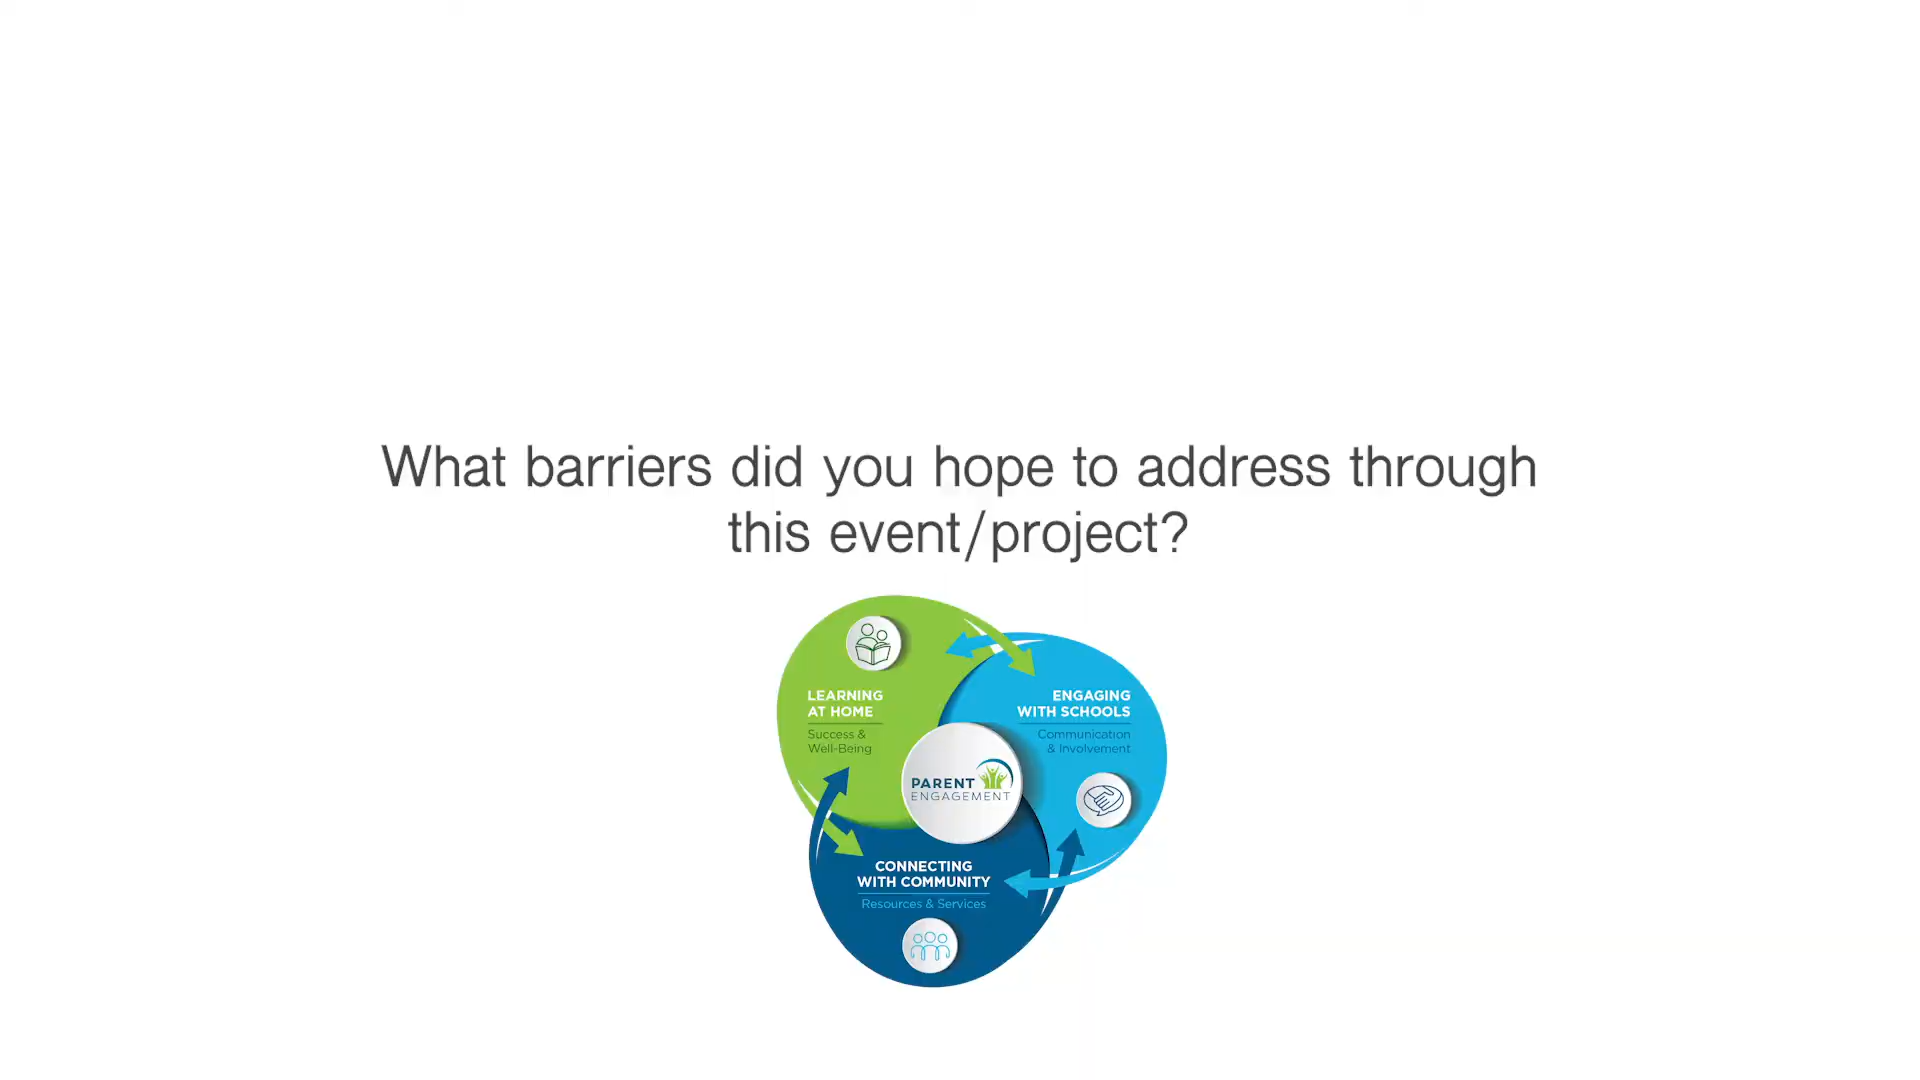 What barriers did you hope to address through
this event/project?
LEARNING
AT HOME
Success &
Well-Being
ENGAGING
WITH SCHOOLS
Communication
& Involvement
PARENT
ENGAGEMENT
CONNECTING
WITH COMMUNITY
Resources & Services